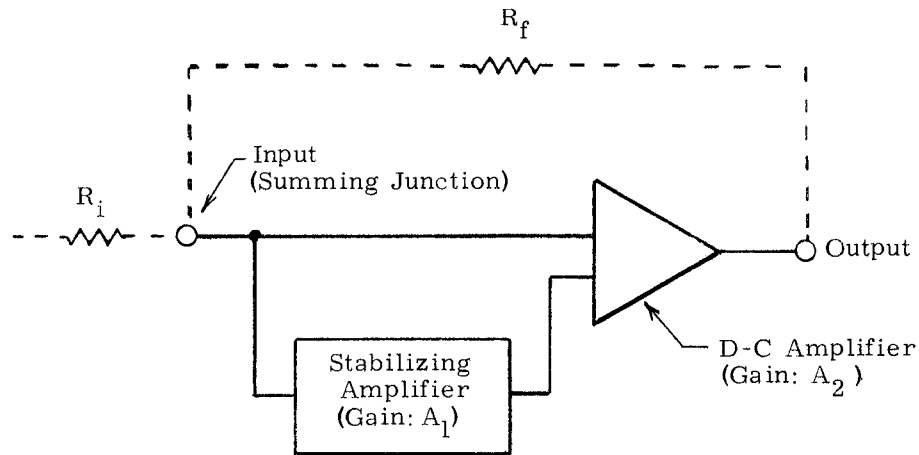 R_f
Input
(Summing Junction)
R_i
Output
D-C Amplifier
(Gain: A_2)
Stabilizing
Amplifier
(Gain: A_1)